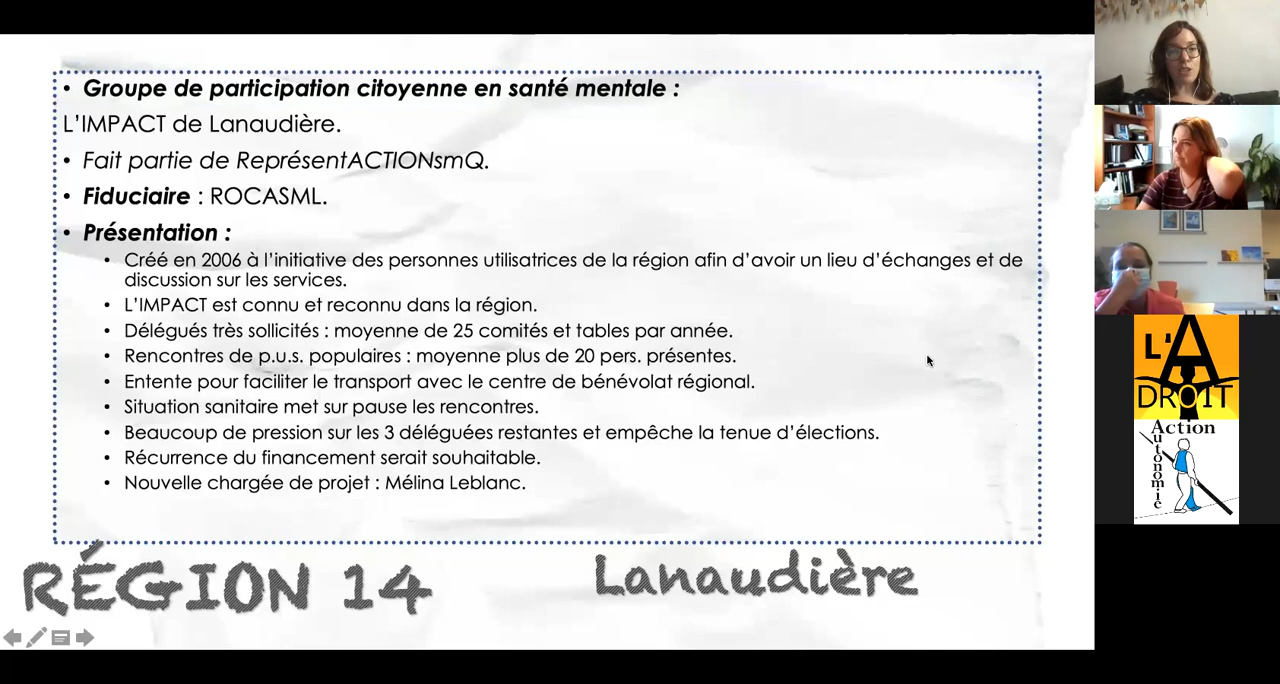 • Groupe de participation citoyenne en santé mentale :
L'IMPACT de Lanaudière.
• Fait partie de ReprésentACTIONsmQ.
• Fiduciaire : ROCASML.
• Présentation :
• Créé en 2006 à l'initiative des personnes utilisatrices de la région afin d'avoir un lieu d'échanges et de
discussion sur les services.
• L'IMPACT est connu et reconnu dans la région.
• Délégués très sollicités : moyenne de 25 comités et tables par année.
• Rencontres de p.u.s. populaires : moyenne plus de 20 pers. présentes.
• Entente pour faciliter le transport avec le centre de bénévolat régional.
• Situation sanitaire met sur pause les rencontres.
• Beaucoup de pression sur les 3 déléguées restantes et empêche la tenue d'élections.
• Récurrence du financement serait souhaitable.
• Nouvelle chargée de projet : Mélina Leblanc.
RÉGION 14
Lanaudière
L'A
DROIT
Action
Autonomie